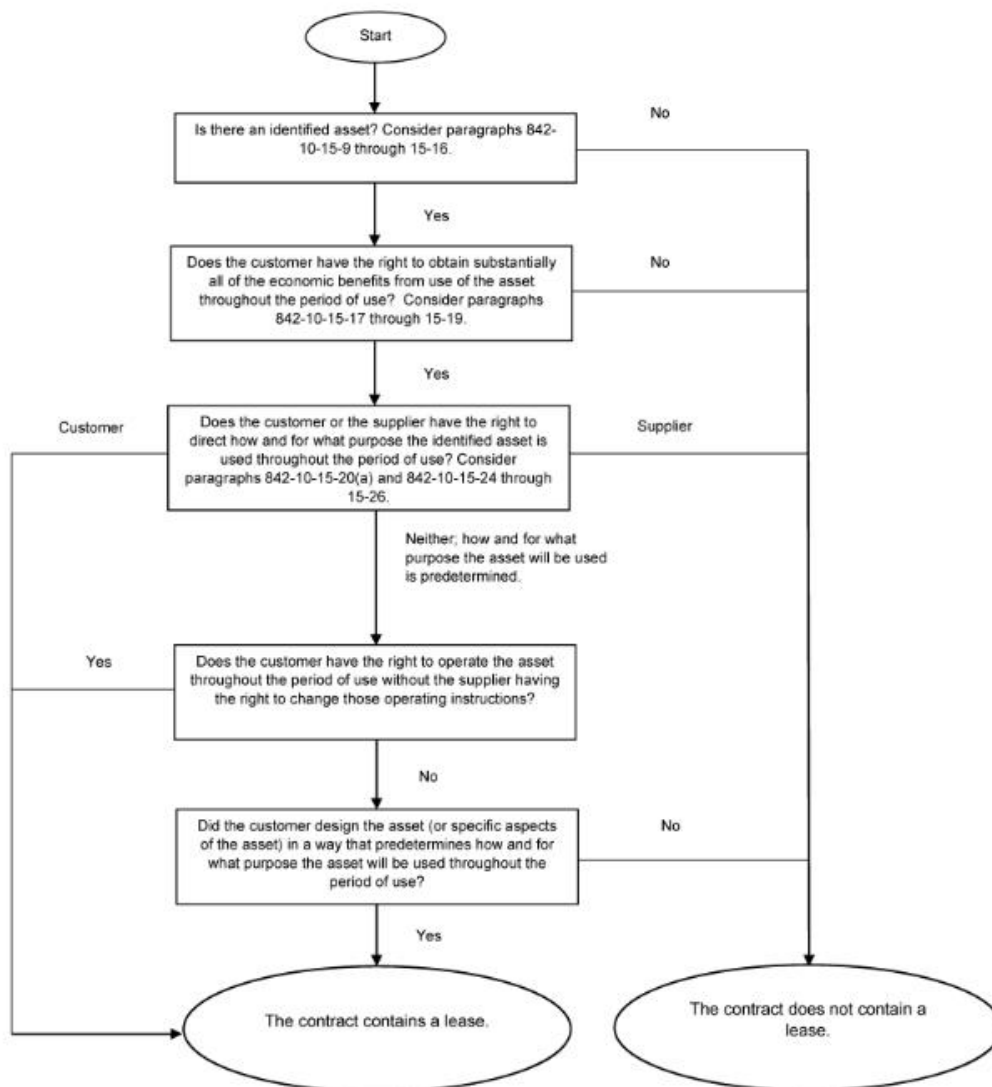 Start
No
Is there an identified asset? Consider paragraphs 842-
10-15-9 through 15-16.
Yes
Does the customer have the right to obtain substantially
all of the economic benefits from use of the asset
throughout the period of use?  Consider paragraphs
842-10-15-17 through 15-19.
No
Yes
Customer
Does the customer or the supplier have the right to
direct how and for what purpose the identified asset is
used throughout the period of use? Consider
paragraphs 842-10-15-20(a) and 842-10-15-24 through
15-26.
Supplier
Neither; how and for what
purpose the asset will be used
is predetermined.
Yes
Does the customer have the right to operate the asset
throughout the period of use without the supplier having
the right to change those operating instructions?
No
Did the customer design the asset (or specific aspects
of the asset) in a way that predetermines how and for
what purpose the asset will be used throughout the
period of use?
No
Yes
The contract contains a lease.
The contract does not contain a
lease.